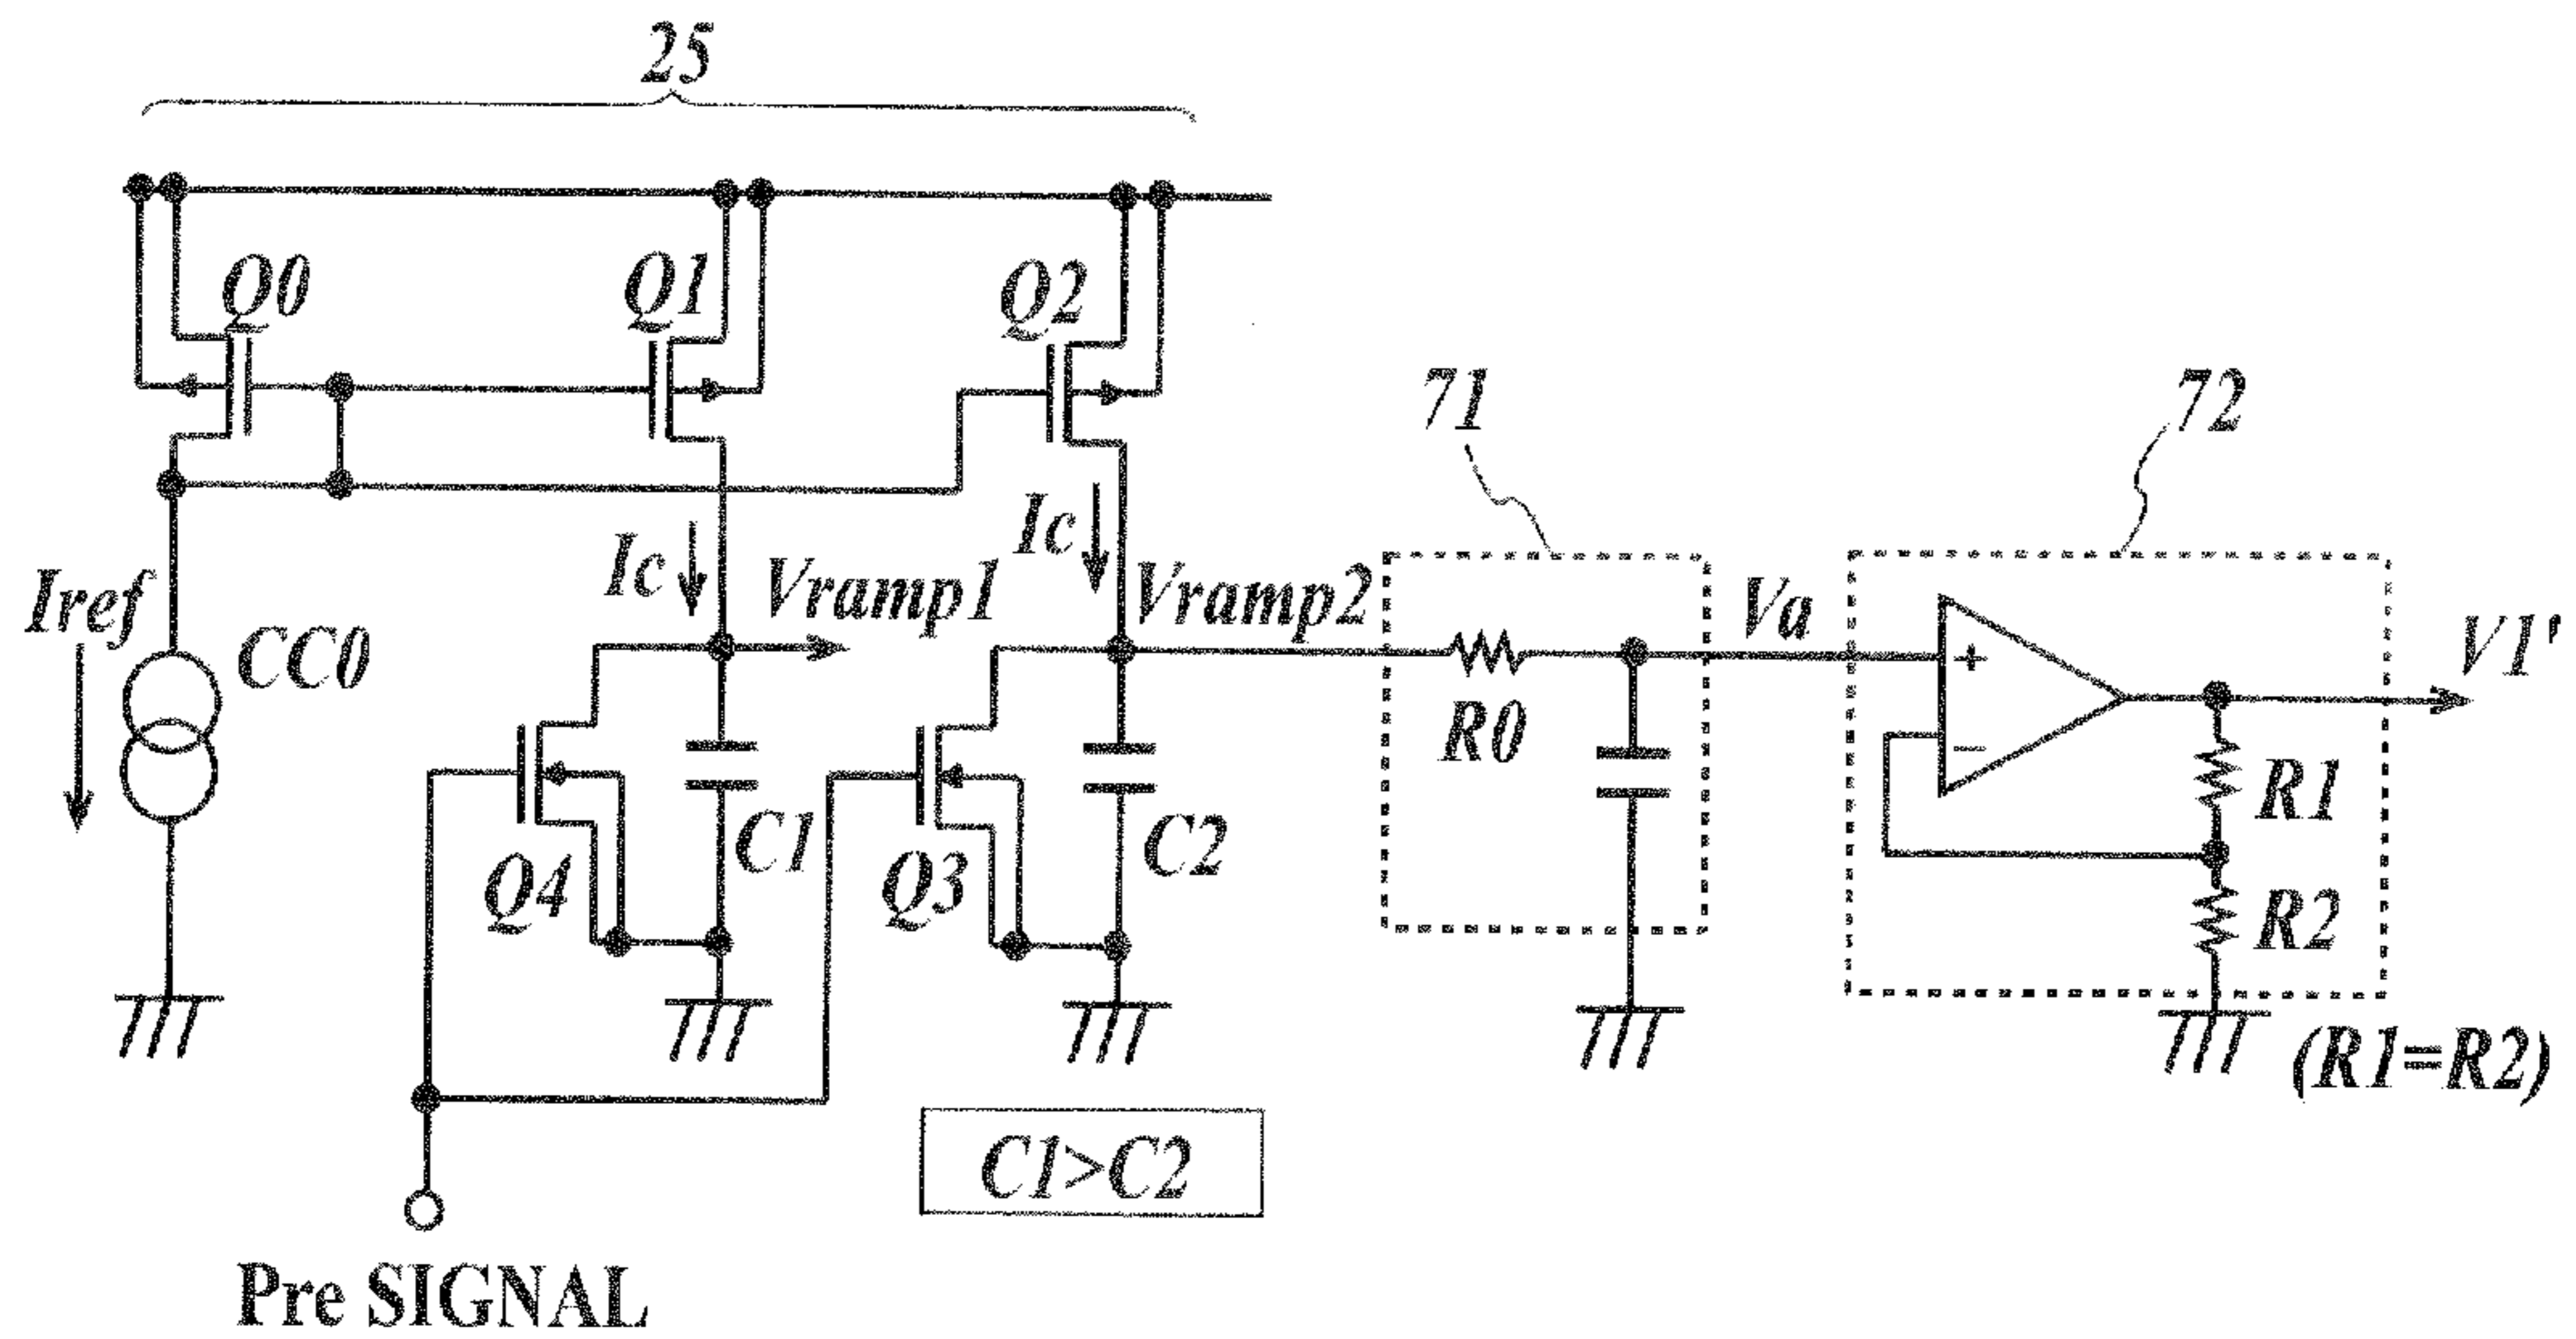 25
Q0
Q1
Q2
71
72
Iref
CC0
Ic
Vramp1
Ic
Vramp2
Va
V1'
+
−
R0
R1
R2
Q4
C1
Q3
C2
(R1=R2)
C1>C2
Pre SIGNAL